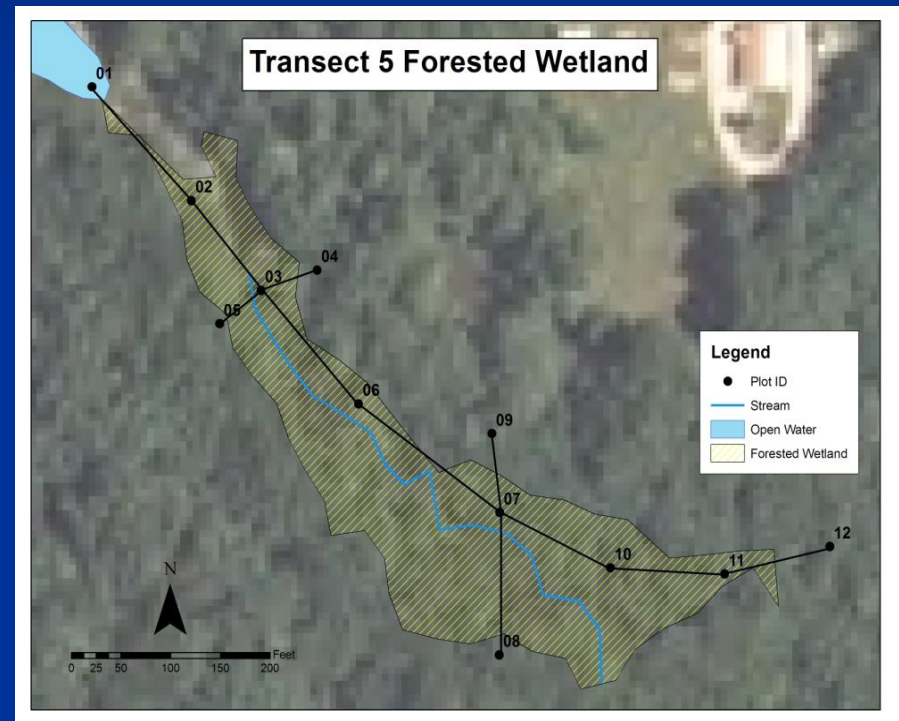 Transect 5 Forested Wetland
01
02
04
03
05
06
09
07
12
10
11
08
Legend
Plot ID
Stream
Open Water
Forested Wetland
N
Feet
0 25 50 100 150 200